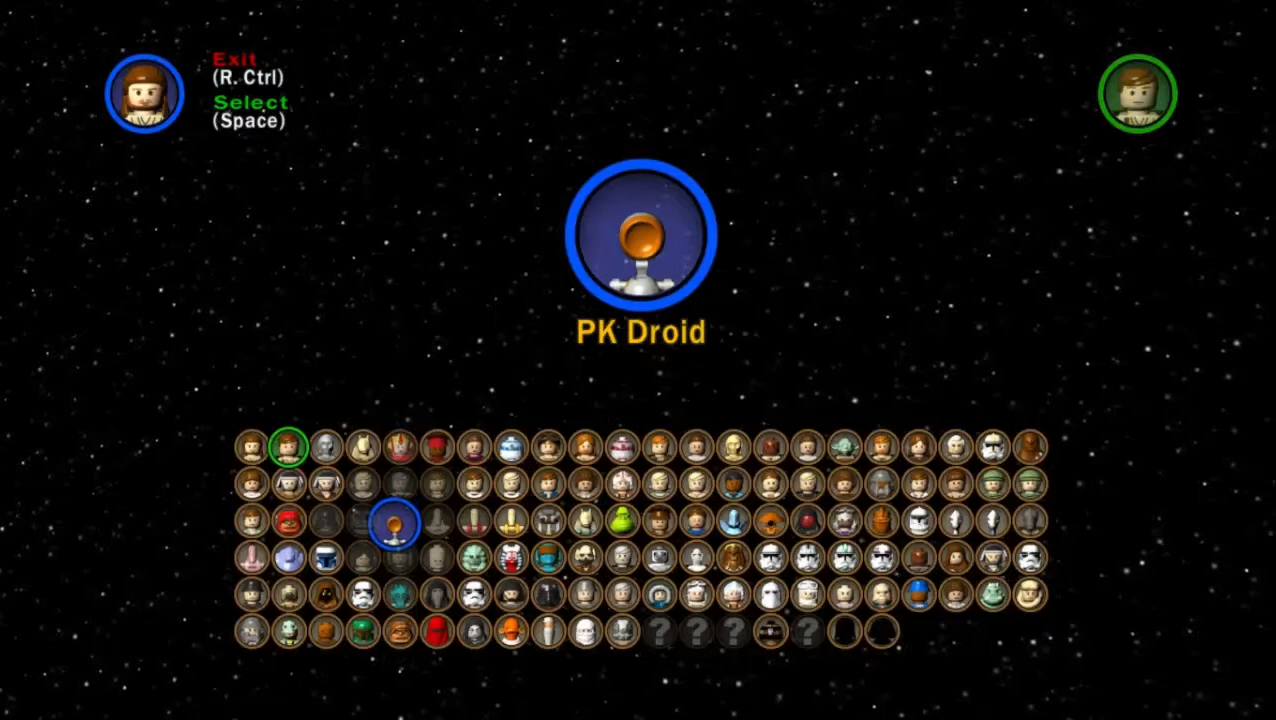 Exit
(R. Ctrl)
Select
(Space)
PK Droid
? ? ? ?